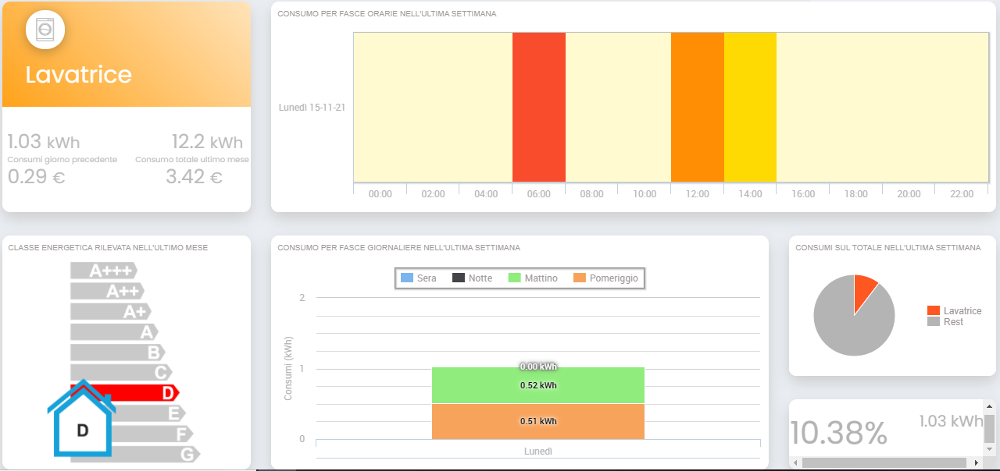 Lavatrice
1.03 kWh 12.2 kWh
Consumi giorno precedente Consumo totale ultimo mese
0.29 € 3.42 €
CONSUMO PER FASCE ORARIE NELL'ULTIMA SETTIMANA
Lunedì 15-11-21
00:00 02:00 04:00 06:00 08:00 10:00 12:00 14:00 16:00 18:00 20:00 22:00
CLASSE ENERGETICA RILEVATA NELL'ULTIMO MESE
A+++
A++
A+
A
B
C
D
E
F
G
D
CONSUMO PER FASCE GIORNALIERE NELL'ULTIMA SETTIMANA
Sera Notte Mattino Pomeriggio
Consumi (kWh)
2
1
0
0.00 kWh
0.52 kWh
0.51 kWh
Lunedì
CONSUMI SUL TOTALE NELL'ULTIMA SETTIMANA
Lavatrice
Rest
10.38% 1.03 kWh